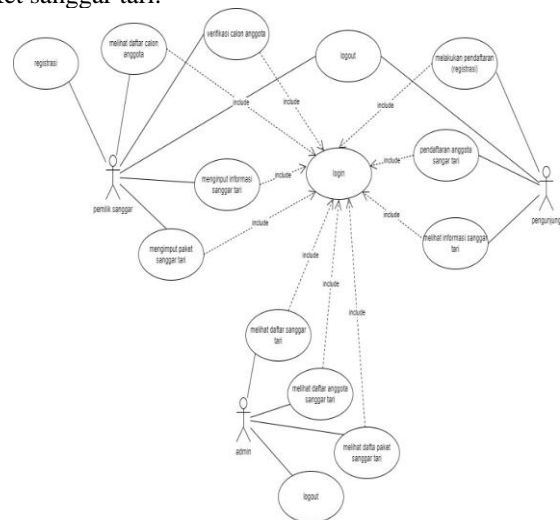 et sanggar tari.
verifikasi calon anggota
melihat daftar calon
anggota
logout
melakukan pendaftaran
(registrasi)
registrasi
include
include
include
pendaftaran anggota
sangar tari
include
login
menginput informasi
sanggar tari
include
pemilik sanggar
pengunjung
include
include
melihat informasi sanggar
tari
mengimput paket
sanggar tari
include
include
include
melihat daftar sanggar
tari
melihat daftar anggota
sanggar tari
admin
melihat dafta paket
sanggar tari
logout